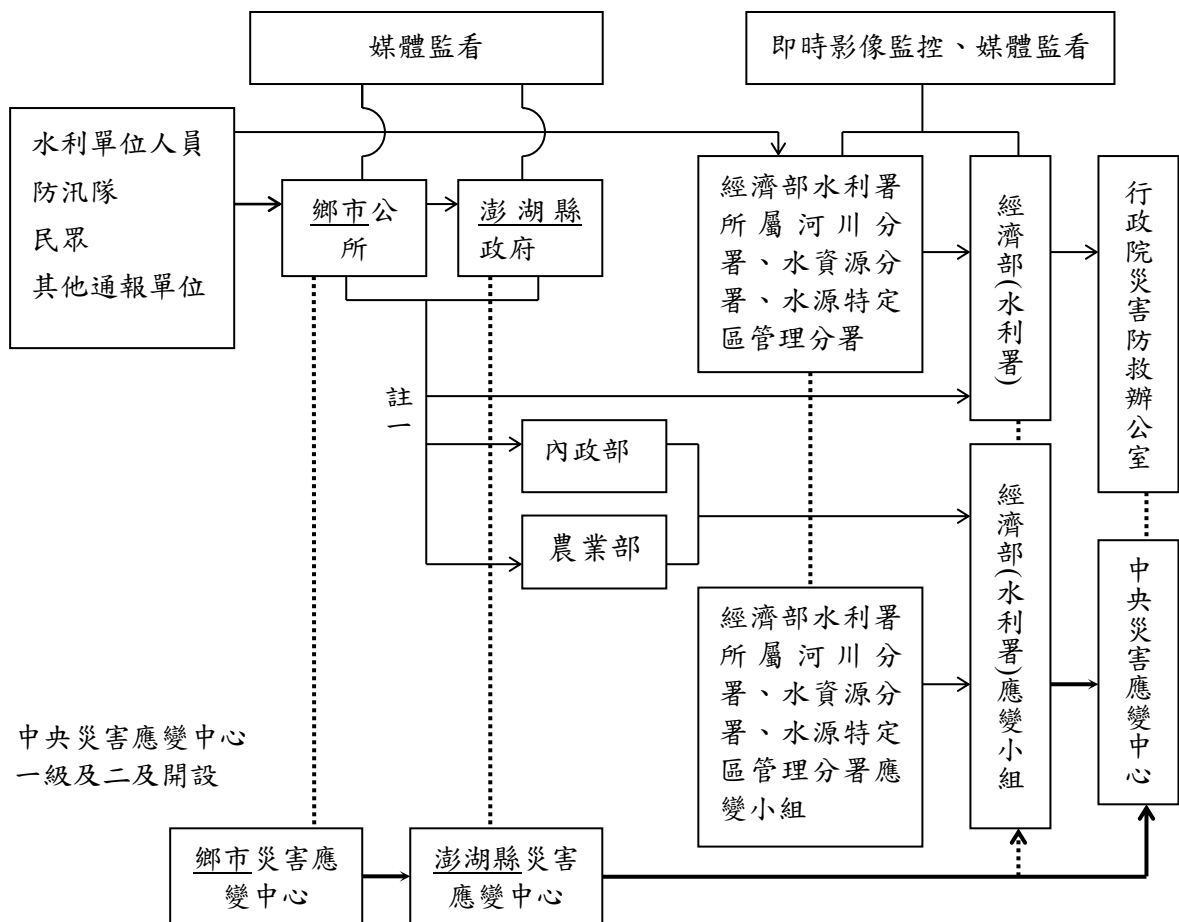 媒體監看
即時影像監控、媒體監看
水利單位人員
防汛隊
民眾
其他通報單位
鄉市公
所
澎湖縣
政府
經濟部水利署
所屬河川分
署、水資源分
署、水源特定
區管理分署
經濟部(水利署)
行政院災害防救辦公室
註一
內政部
農業部
經濟部水利署
所屬河川分
署、水資源分
署、水源特定
區管理分署應
變小組
經濟部(水利署)應變小組
中央災害應變中心
中央災害應變中心
一級及二及開設
鄉市災害應
變中心
澎湖縣災害
應變中心